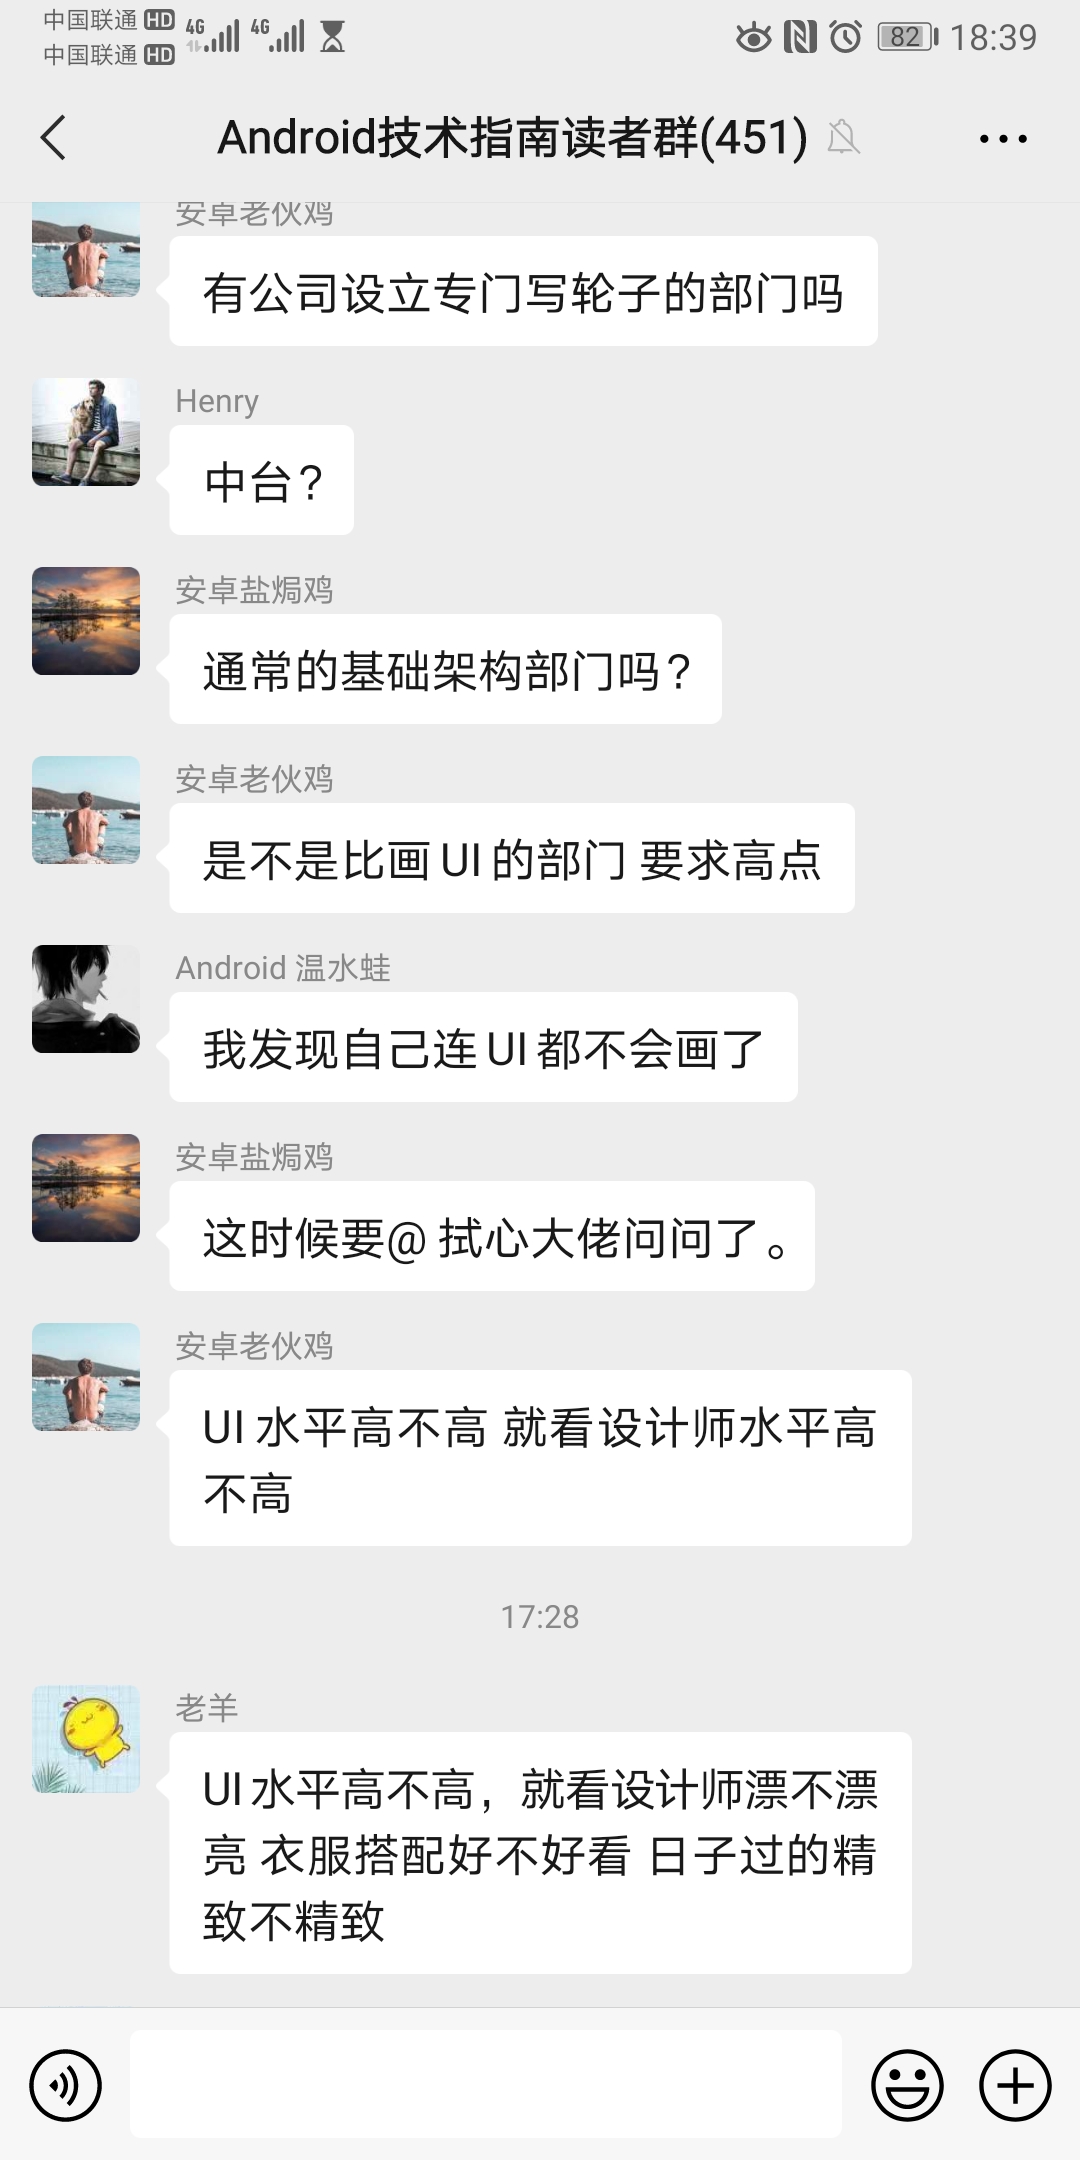 中国联通 HD 4G 4G 82 18:39
中国联通 HD
Android技术指南读者群(451)
安卓老伙鸡
有公司设立专门写轮子的部门吗
Henry
中台?
安卓盐焗鸡
通常的基础架构部门吗?
安卓老伙鸡
是不是比画 UI 的部门 要求高点
Android 温水蛙
我发现自己连 UI 都不会画了
安卓盐焗鸡
这时候要@ 拭心大佬问问了。
安卓老伙鸡
UI 水平高不高 就看设计师水平高
不高
17:28
老羊
UI 水平高不高，就看设计师漂不漂
亮 衣服搭配好不好看 日子过的精
致不精致